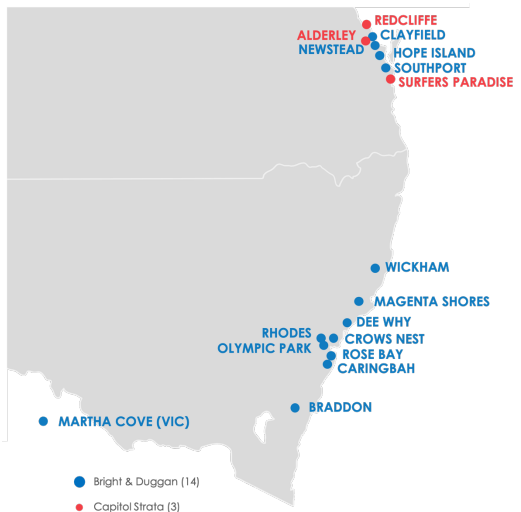 REDCLIFFE
ALDERLEY
CLAYFIELD
NEWSTEAD
HOPE ISLAND
SOUTHPORT
SURFERS PARADISE
WICKHAM
MAGENTA SHORES
DEE WHY
RHODES
CROWS NEST
OLYMPIC PARK
ROSE BAY
CARINGBAH
BRADDON
MARTHA COVE (VIC)
Bright & Duggan (14)
Capitol Strata (3)